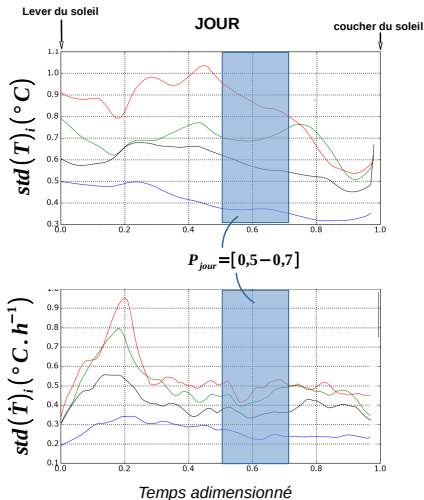 Lever du soleil
JOUR
coucher du soleil
std(T)i(°C)
1.1
1.0
0.9
0.8
0.7
0.6
0.5
0.4
0.3
0.0 0.2 0.4 0.6 0.8 1.0
Pjour=[0,5−0,7]
std(Ṫ)i(°C.h⁻¹)
1.0
0.9
0.8
0.7
0.6
0.5
0.4
0.3
0.2
0.1
0.0 0.2 0.4 0.6 0.8 1.0
Temps adimensionné